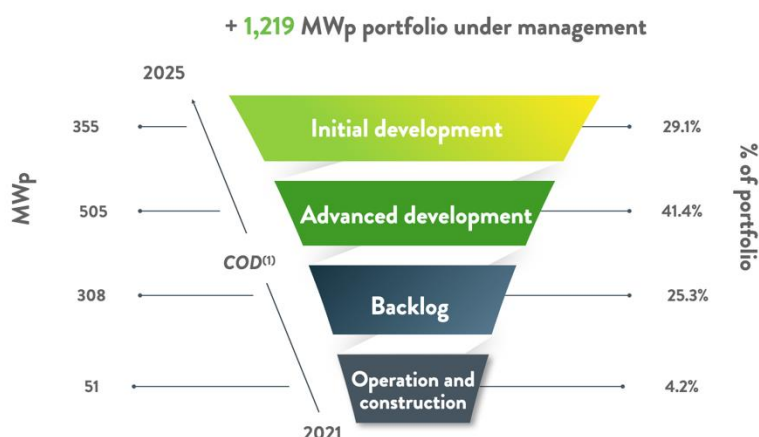 + 1,219 MWp portfolio under management
2025
355
Initial development
29.1%
MWp
% of portfolio
505
Advanced development
41.4%
COD(1)
308
Backlog
25.3%
51
Operation and
construction
4.2%
2021